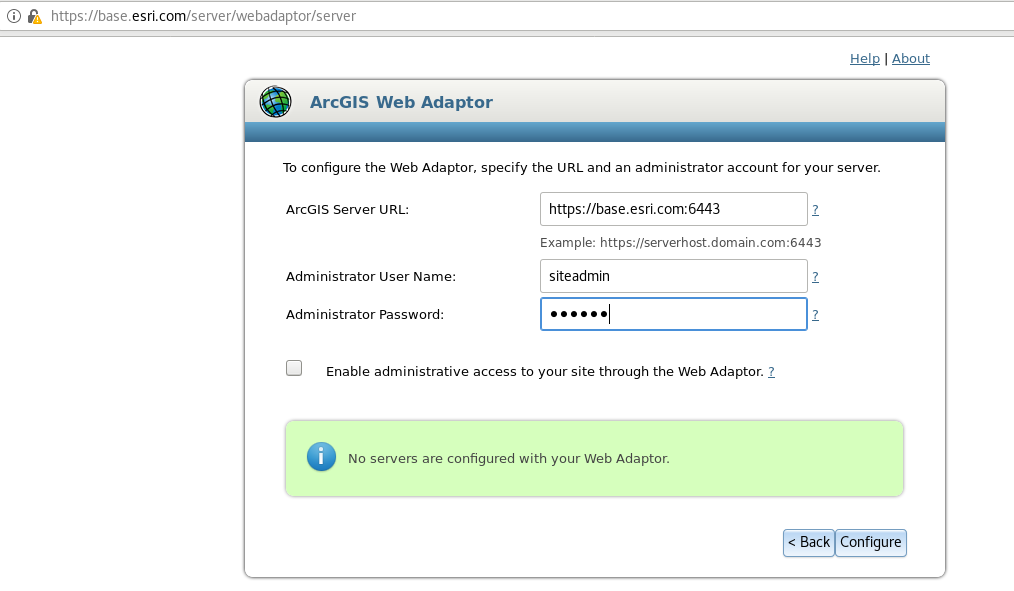 https://base.esri.com/server/webadaptor/server
Help | About
ArcGIS Web Adaptor
To configure the Web Adaptor, specify the URL and an administrator account for your server.
ArcGIS Server URL: https://base.esri.com:6443 ?
Example: https://serverhost.domain.com:6443
Administrator User Name: siteadmin ?
Administrator Password: •••••• ?
Enable administrative access to your site through the Web Adaptor. ?
No servers are configured with your Web Adaptor.
< Back Configure